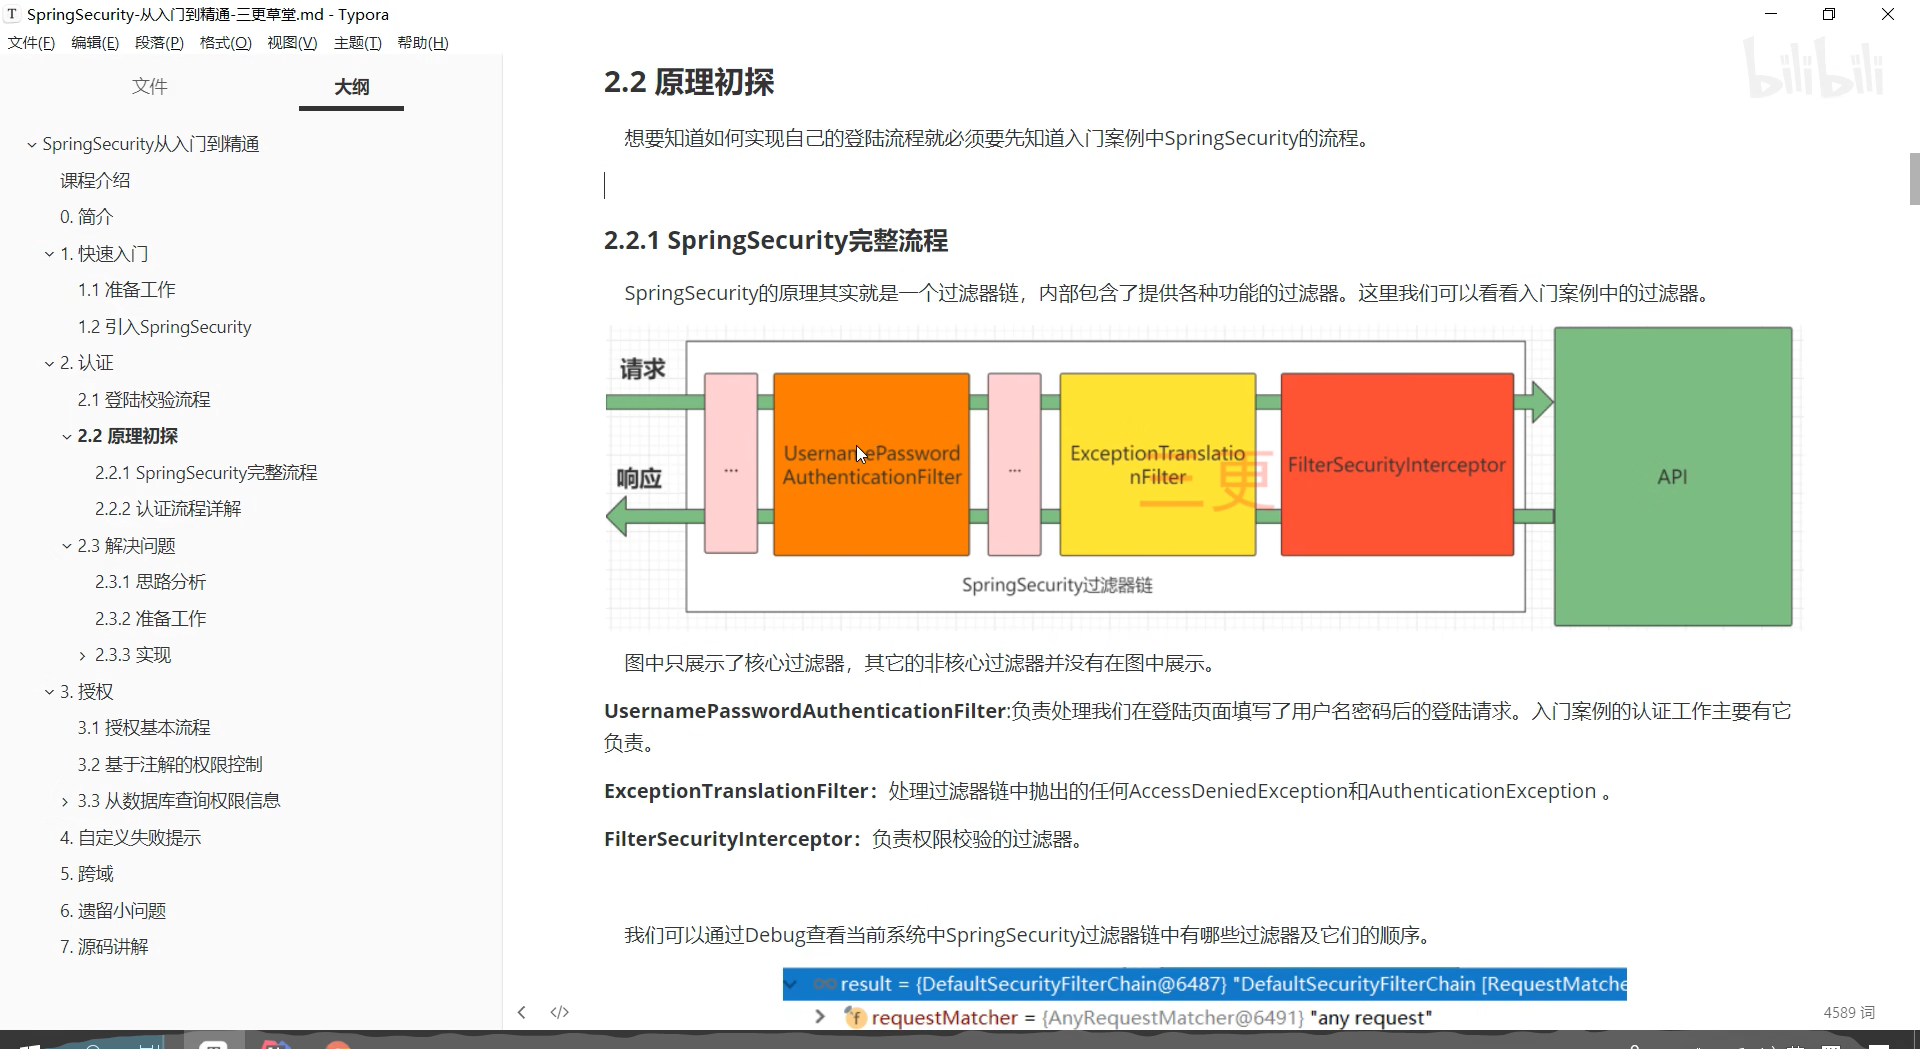 SpringSecurity-从入门到精通-三更草堂.md - Typora
文件(F) 编辑(E) 段落(P) 格式(O) 视图(V) 主题(T) 帮助(H)
文件 大纲
SpringSecurity从入门到精通
课程介绍
0. 简介
1. 快速入门
1.1 准备工作
1.2 引入SpringSecurity
2. 认证
2.1 登陆校验流程
2.2 原理初探
2.2.1 SpringSecurity完整流程
2.2.2 认证流程详解
2.3 解决问题
2.3.1 思路分析
2.3.2 准备工作
2.3.3 实现
3. 授权
3.1 授权基本流程
3.2 基于注解的权限控制
3.3 从数据库查询权限信息
4. 自定义失败提示
5. 跨域
6. 遗留小问题
7. 源码讲解
bilibili
2.2 原理初探
想要知道如何实现自己的登陆流程就必须要先知道入门案例中SpringSecurity的流程。
2.2.1 SpringSecurity完整流程
SpringSecurity的原理其实就是一个过滤器链，内部包含了提供各种功能的过滤器。这里我们可以看看入门案例中的过滤器。
请求
响应
...
UsernamePassword
AuthenticationFilter
...
ExceptionTranslatio
nFilter
三更
FilterSecurityInterceptor
API
SpringSecurity过滤器链
图中只展示了核心过滤器，其它的非核心过滤器并没有在图中展示。
UsernamePasswordAuthenticationFilter:负责处理我们在登陆页面填写了用户名密码后的登陆请求。入门案例的认证工作主要有它
负责。
ExceptionTranslationFilter：处理过滤器链中抛出的任何AccessDeniedException和AuthenticationException 。
FilterSecurityInterceptor：负责权限校验的过滤器。
我们可以通过Debug查看当前系统中SpringSecurity过滤器链中有哪些过滤器及它们的顺序。
result = {DefaultSecurityFilterChain@6487} "DefaultSecurityFilterChain [RequestMatche
requestMatcher = {AnyRequestMatcher@6491} "any request"
4589 词